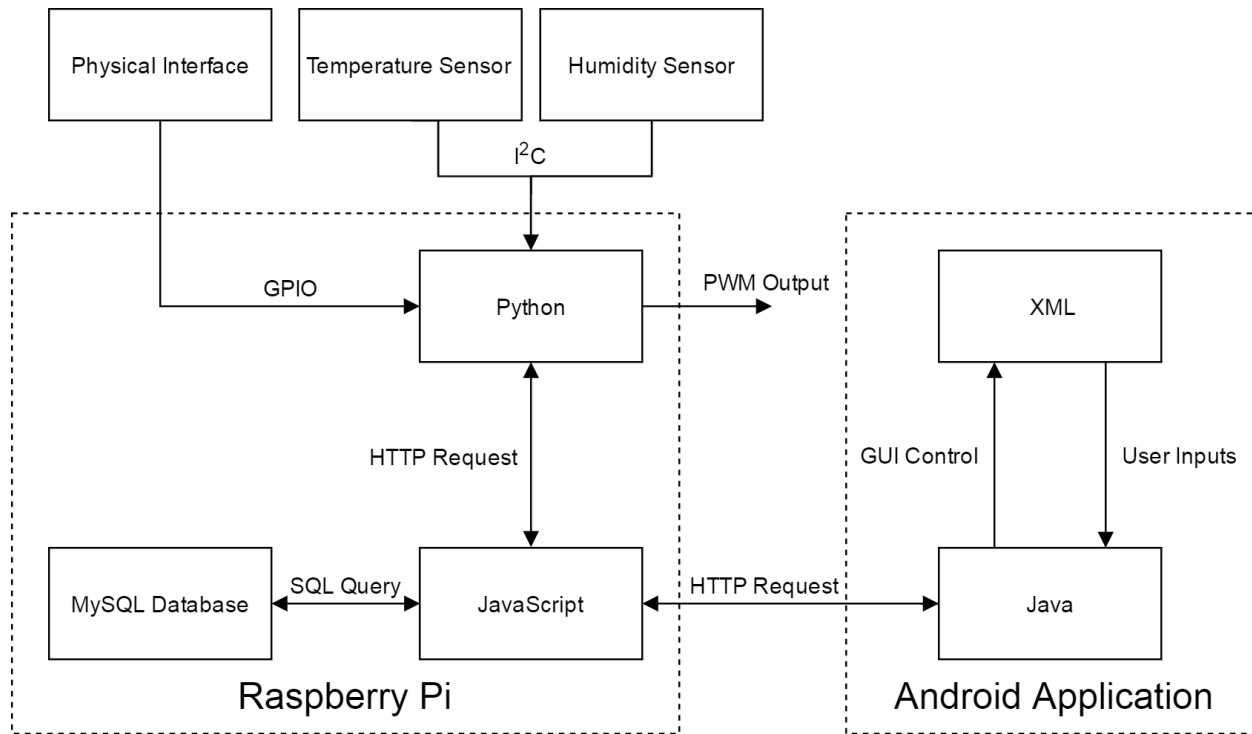 Physical Interface
Temperature Sensor
Humidity Sensor
I²C
GPIO
Python
PWM Output
XML
HTTP Request
GUI Control
User Inputs
MySQL Database
SQL Query
JavaScript
HTTP Request
Java
Raspberry Pi
Android Application